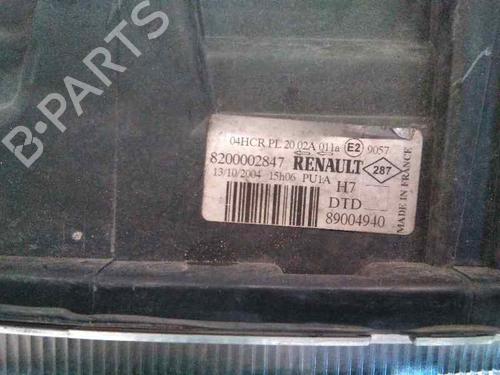 04HCR PL 20 02A 011a E2 9057
8200002847 RENAULT 287
13/10/2004 15h06 PU1A H7
DTD
89004940
MADE IN FRANCE
B-PARTS